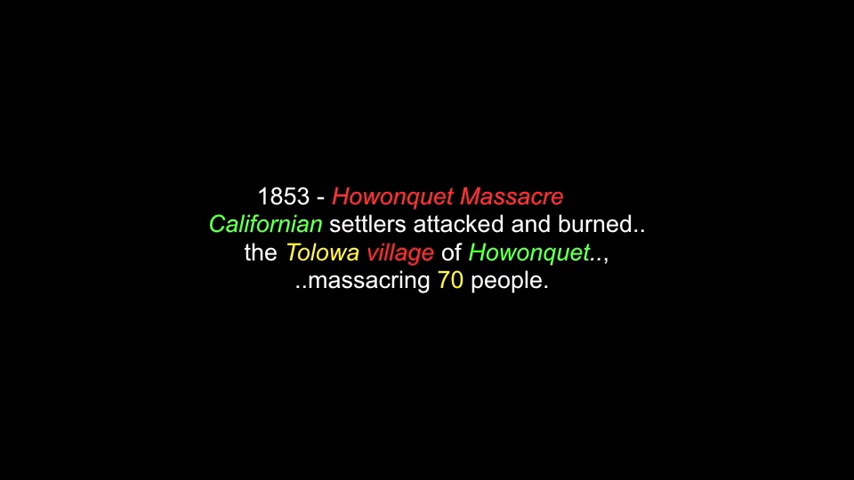 1853 - Howonquet Massacre
Californian settlers attacked and burned..
the Tolowa village of Howonquet..,
..massacring 70 people.